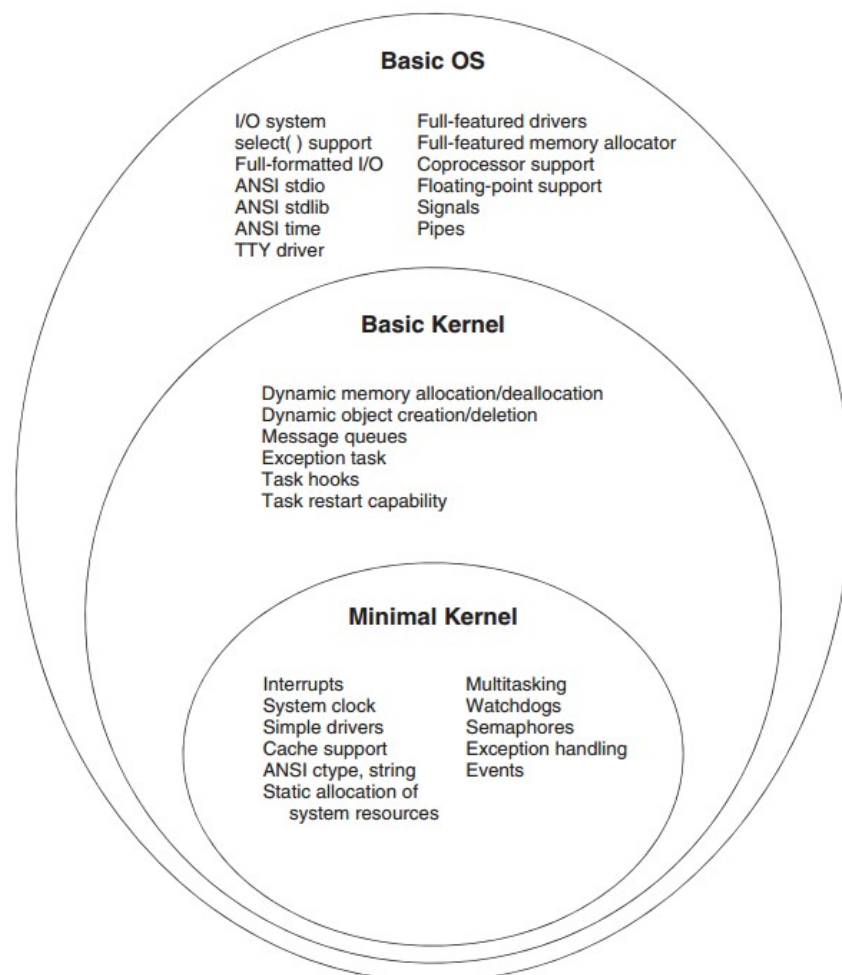 Basic OS
I/O system
select( ) support
Full-formatted I/O
ANSI stdio
ANSI stdlib
ANSI time
TTY driver
Full-featured drivers
Full-featured memory allocator
Coprocessor support
Floating-point support
Signals
Pipes
Basic Kernel
Dynamic memory allocation/deallocation
Dynamic object creation/deletion
Message queues
Exception task
Task hooks
Task restart capability
Minimal Kernel
Interrupts
System clock
Simple drivers
Cache support
ANSI ctype, string
Static allocation of
system resources
Multitasking
Watchdogs
Semaphores
Exception handling
Events